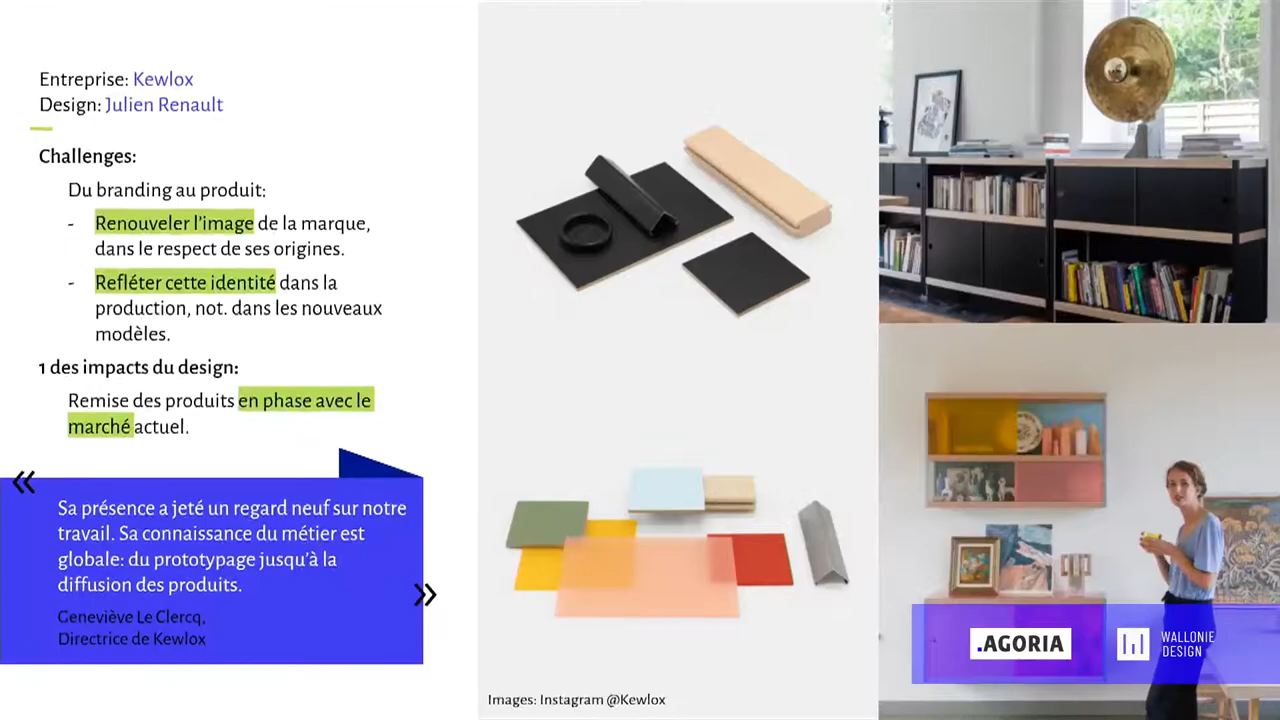 Entreprise: Kewlox
Design: Julien Renault
Challenges:
Du branding au produit:
- Renouveler l'image de la marque,
dans le respect de ses origines.
- Refléter cette identité dans la
production, not. dans les nouveaux
modèles.
1 des impacts du design:
Remise des produits en phase avec le
marché actuel.
«
Sa présence a jeté un regard neuf sur notre
travail. Sa connaissance du métier est
globale: du prototypage jusqu'à la
diffusion des produits.
»
Geneviève Le Clercq,
Directrice de Kewlox
Images: Instagram @Kewlox
.AGORIA
WALLONIE
DESIGN